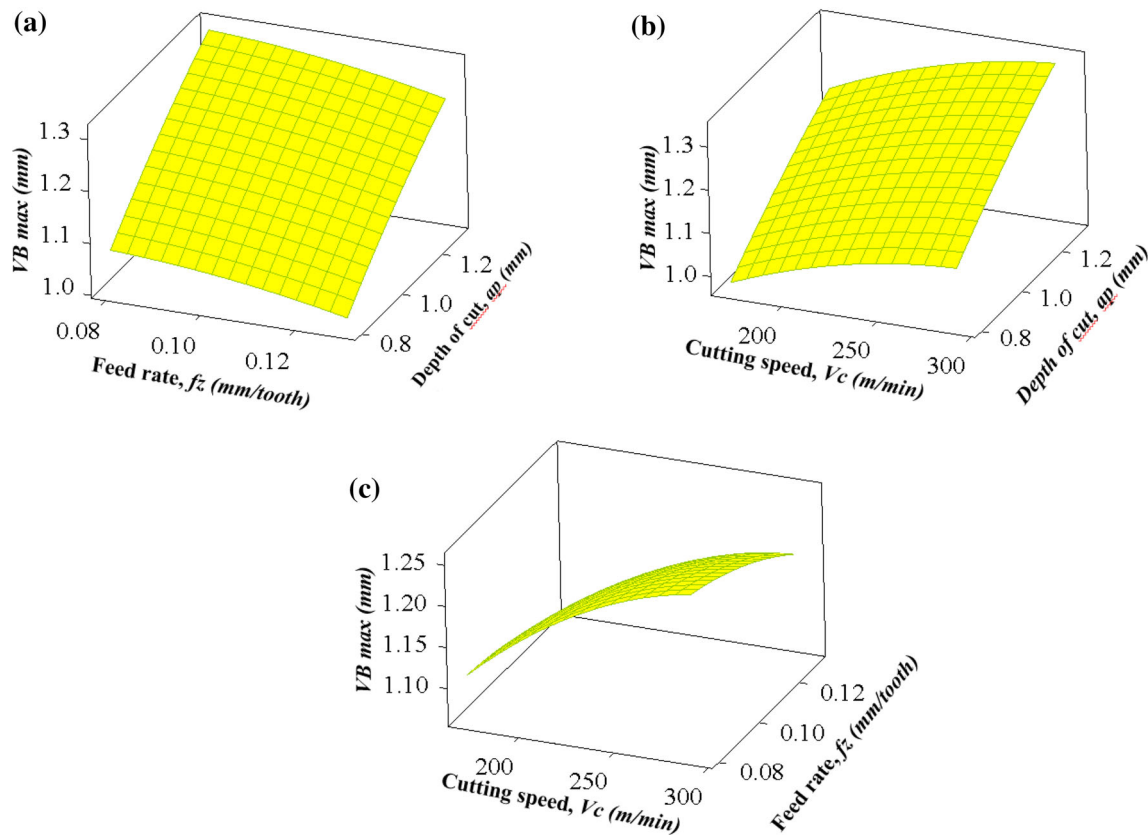 (a)
VB max (mm)
1.3
1.2
1.1
1.0
0.08
0.10
0.12
Feed rate, fz (mm/tooth)
0.8
1.0
1.2
Depth of cut, ap (mm)
(b)
VB max (mm)
1.3
1.2
1.1
1.0
200
250
300
Cutting speed, Vc (m/min)
0.8
1.0
1.2
Depth of cut, ap (mm)
(c)
VB max (mm)
1.25
1.20
1.15
1.10
200
250
300
Cutting speed, Vc (m/min)
0.08
0.10
0.12
Feed rate, fz (mm/tooth)